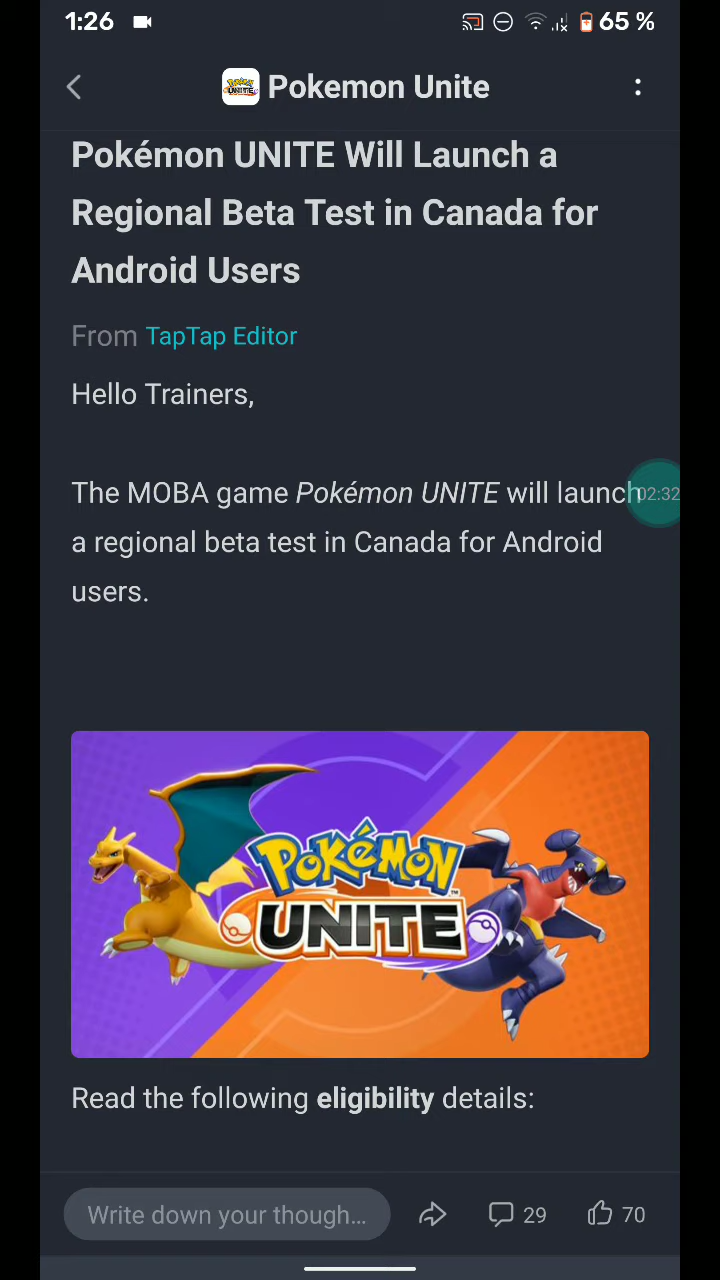 1:26 65 %
Pokemon Unite
Pokémon UNITE Will Launch a
Regional Beta Test in Canada for
Android Users
From TapTap Editor
Hello Trainers,
The MOBA game Pokémon UNITE will launch
02:32
a regional beta test in Canada for Android
users.
POKéMON
UNITE
Read the following eligibility details:
Write down your though... 29 70